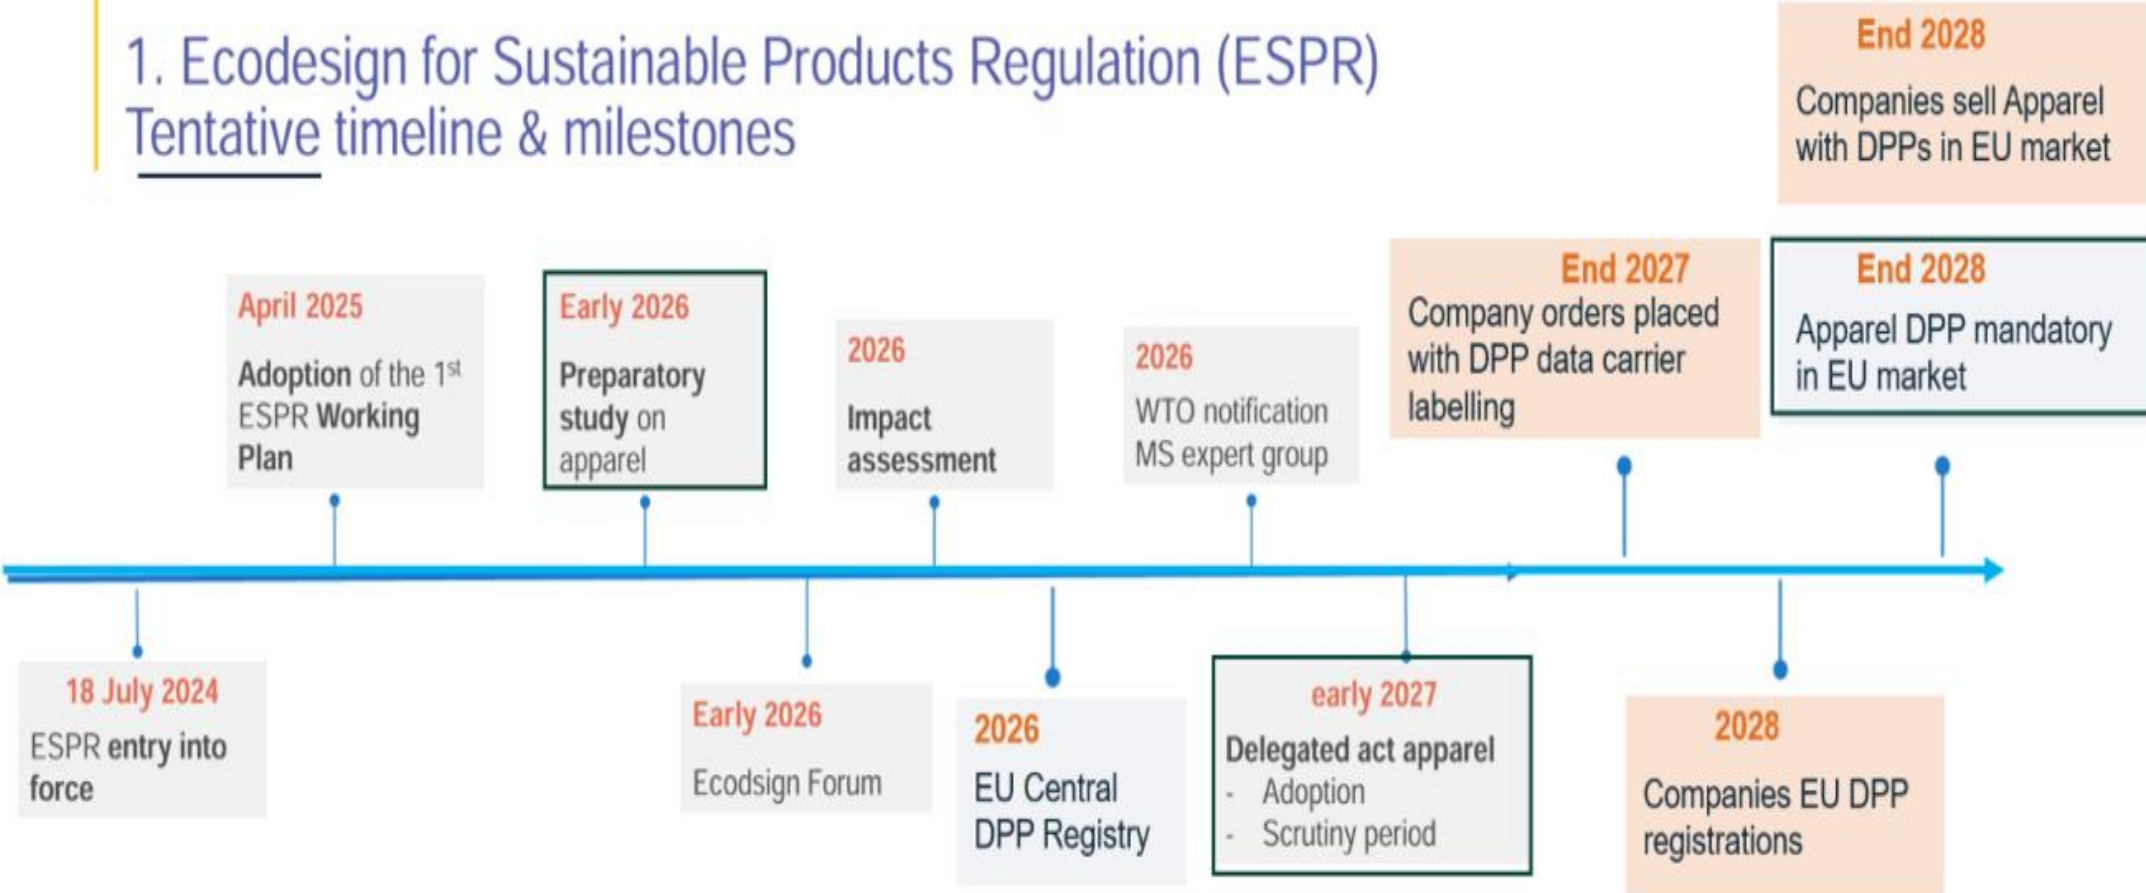 1. Ecodesign for Sustainable Products Regulation (ESPR)
Tentative timeline & milestones
End 2028
Companies sell Apparel
with DPPs in EU market
April 2025
Adoption of the 1st
ESPR Working
Plan
Early 2026
Preparatory
study on
apparel
2026
Impact
assessment
2026
WTO notification
MS expert group
End 2027
Company orders placed
with DPP data carrier
labelling
End 2028
Apparel DPP mandatory
in EU market
18 July 2024
ESPR entry into
force
Early 2026
Ecodsign Forum
2026
EU Central
DPP Registry
early 2027
Delegated act apparel
- Adoption
- Scrutiny period
2028
Companies EU DPP
registrations